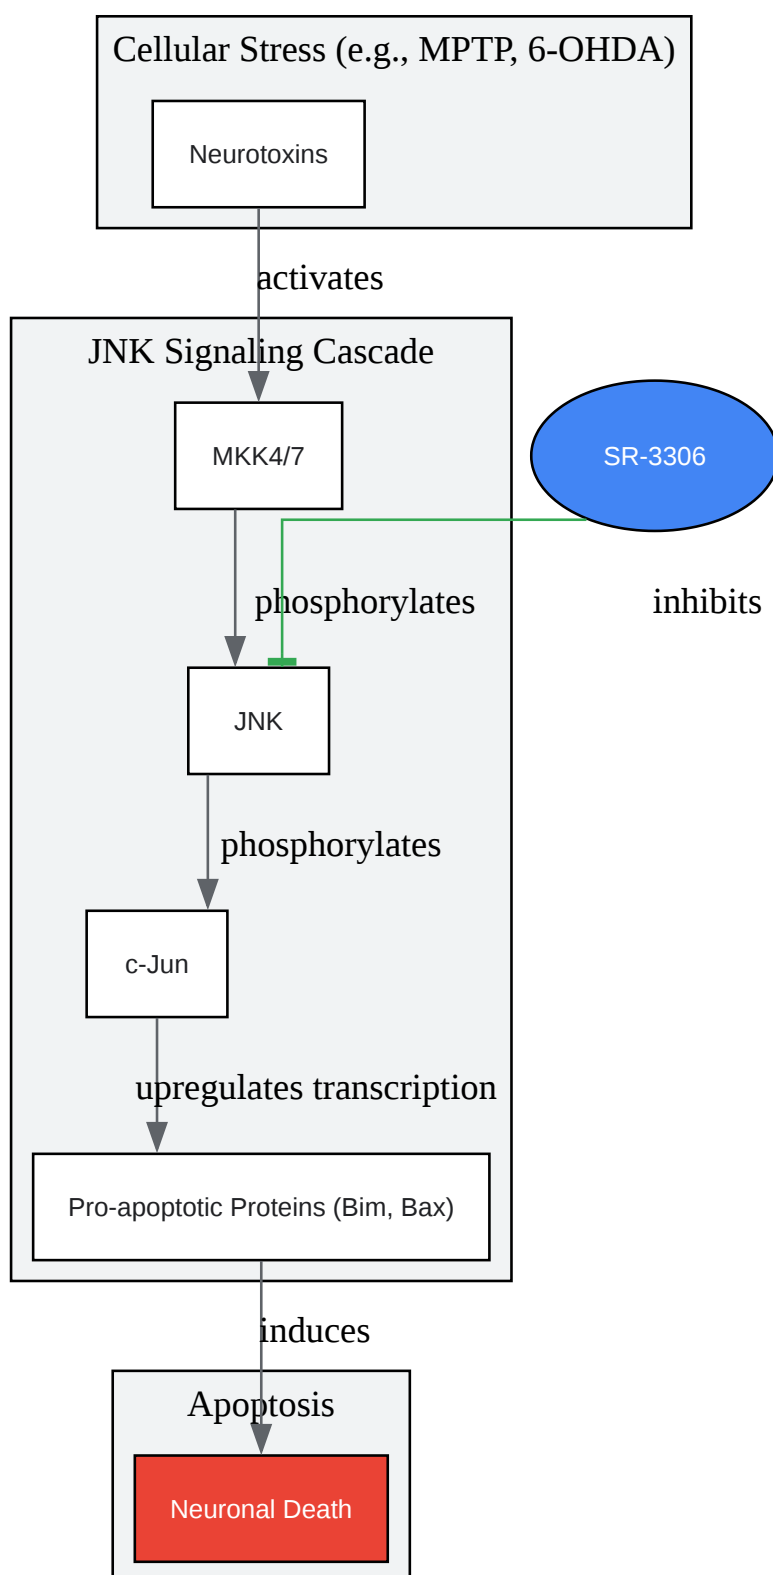 Cellular Stress (e.g., MPTP, 6-OHDA)
Neurotoxins
activates
JNK Signaling Cascade
MKK4/7
SR-3306
phosphorylates
inhibits
JNK
phosphorylates
c-Jun
upregulates transcription
Pro-apoptotic Proteins (Bim, Bax)
induces
Apoptosis
Neuronal Death